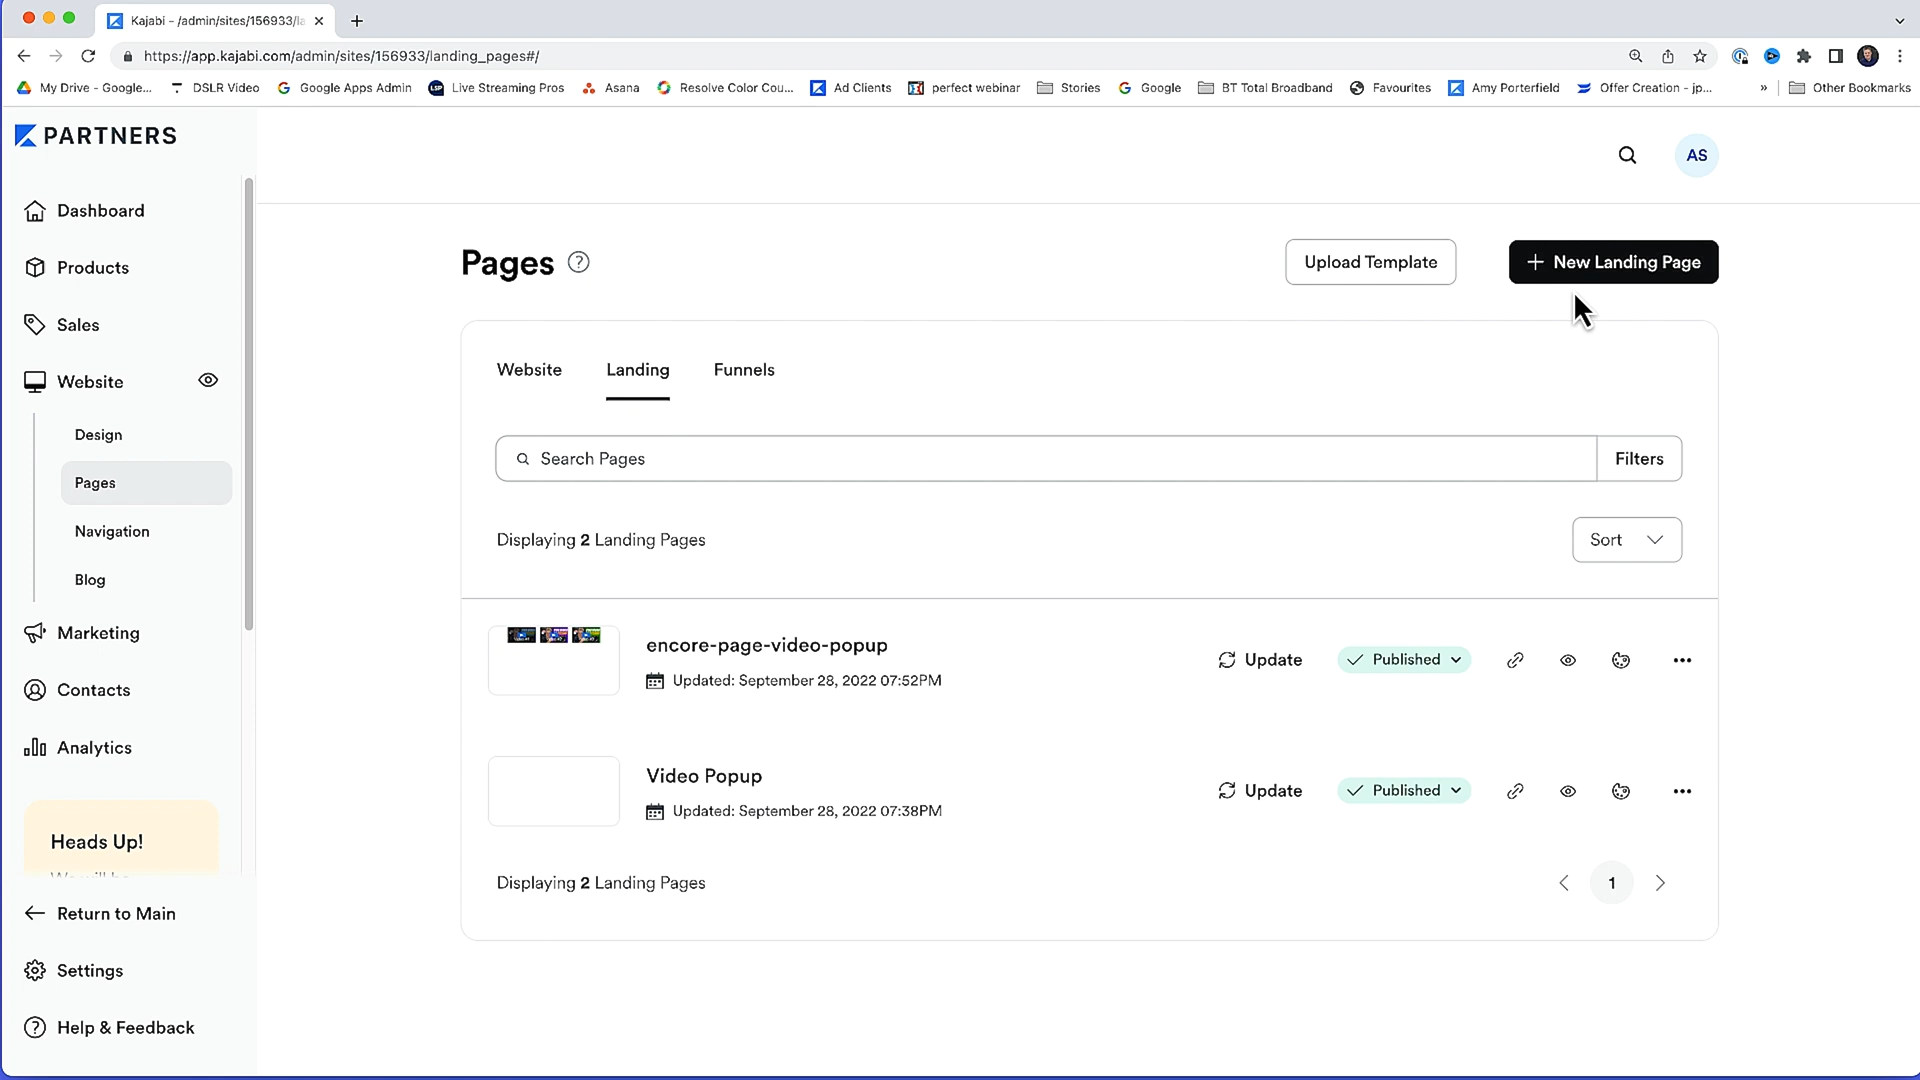 Kajabi - /admin/sites/156933/la
https://app.kajabi.com/admin/sites/156933/landing_pages#/
My Drive - Google...
DSLR Video
Google Apps Admin
LSP
Live Streaming Pros
Asana
Resolve Color Cou...
Ad Clients
perfect webinar
Stories
Google
BT Total Broadband
Favourites
Amy Porterfield
Offer Creation - jp...
»
Other Bookmarks
PARTNERS
AS
Dashboard
Products
Sales
Website
Design
Pages
Navigation
Blog
Marketing
Contacts
Analytics
Heads Up!
We will be
Return to Main
Settings
Help & Feedback
Pages ?
Upload Template
+ New Landing Page
Website
Landing
Funnels
Search Pages
Filters
Displaying 2 Landing Pages
Sort
encore-page-video-popup
Updated: September 28, 2022 07:52PM
Update
Published
Video Popup
Updated: September 28, 2022 07:38PM
Update
Published
Displaying 2 Landing Pages
1